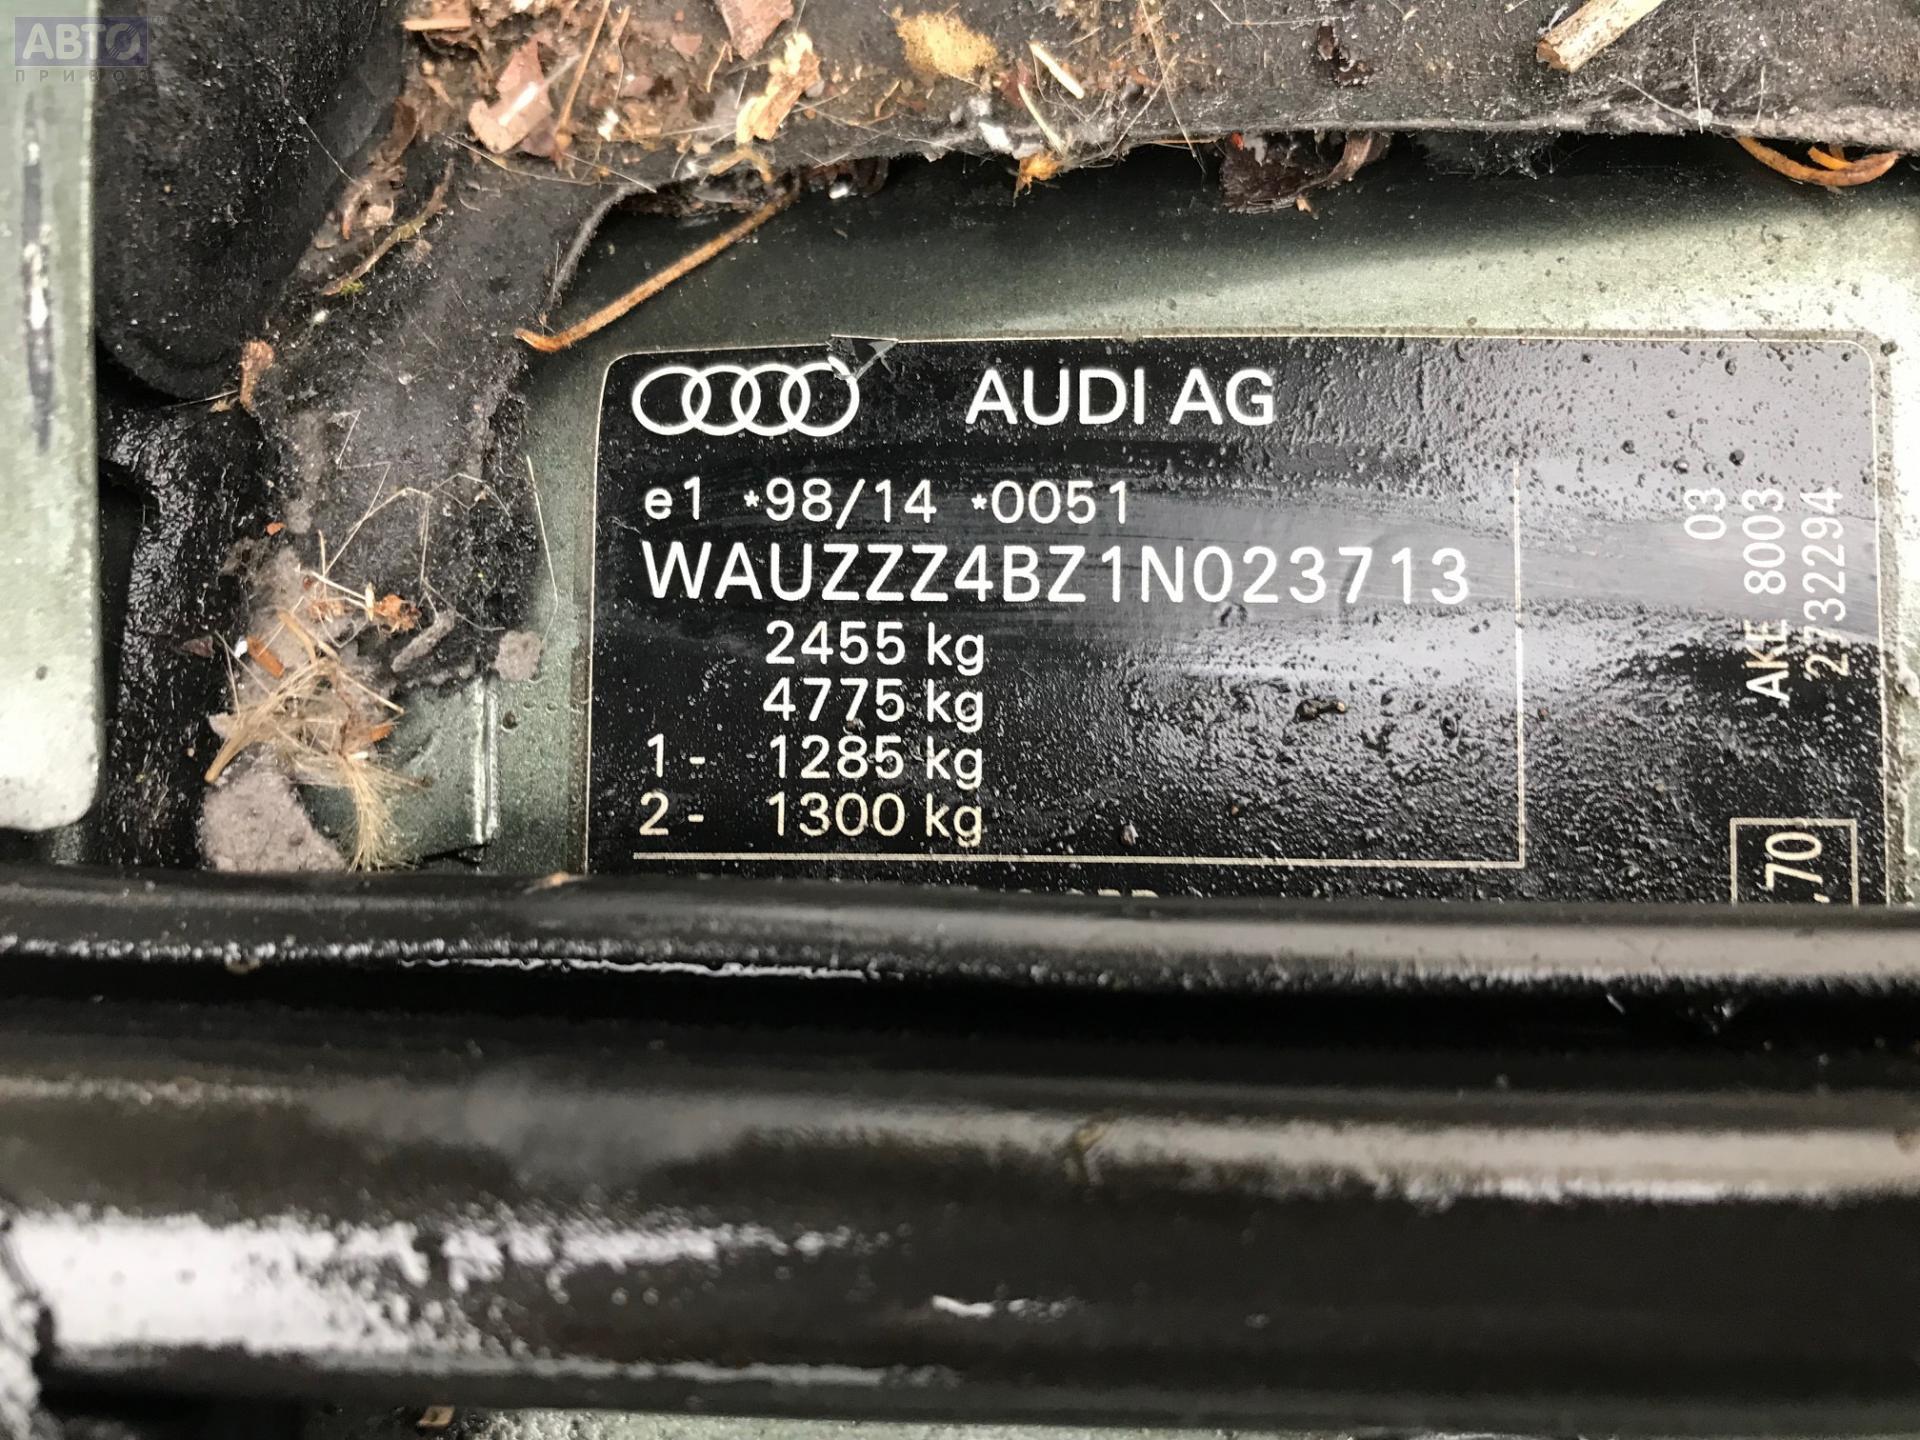 АВТО
ПРИВОЗ
AUDI AG
e1 *98/14 *0051
WAUZZZ4BZ1N023713
2455 kg
4775 kg
1- 1285 kg
2- 1300 kg
03
AKE 8003
2732294
,70